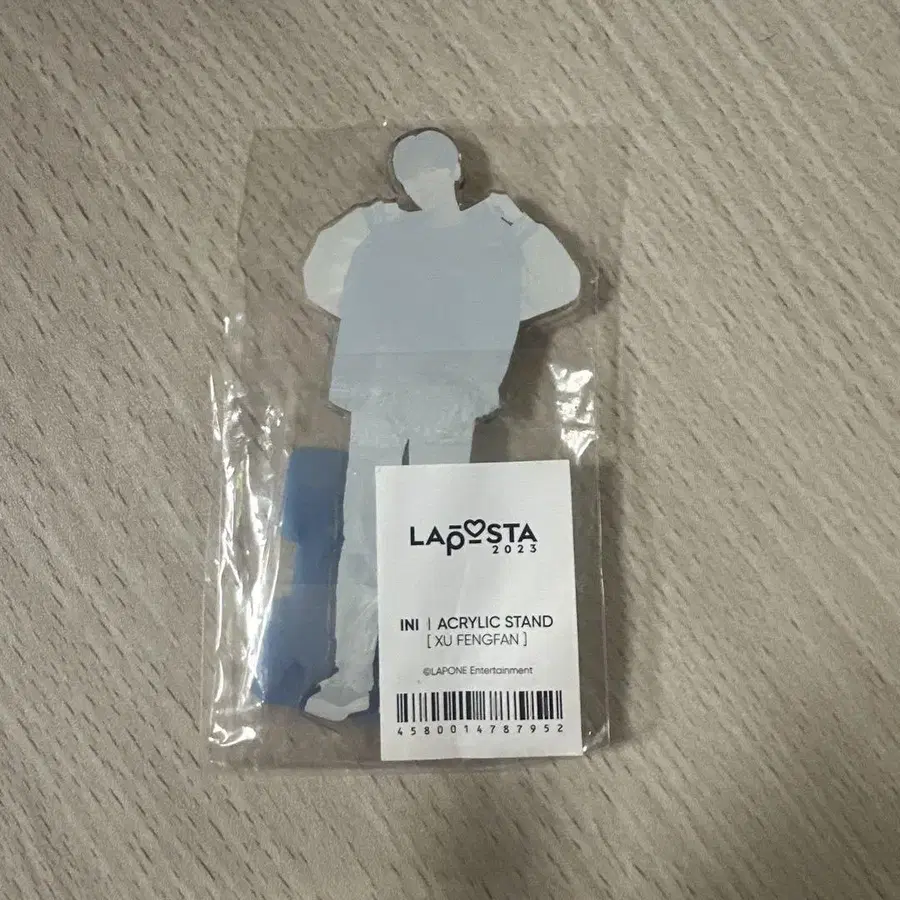 LAPOSTA
2023
INI | ACRYLIC STAND
[ XU FENGFAN ]
©LAPONE Entertainment
4580014787952